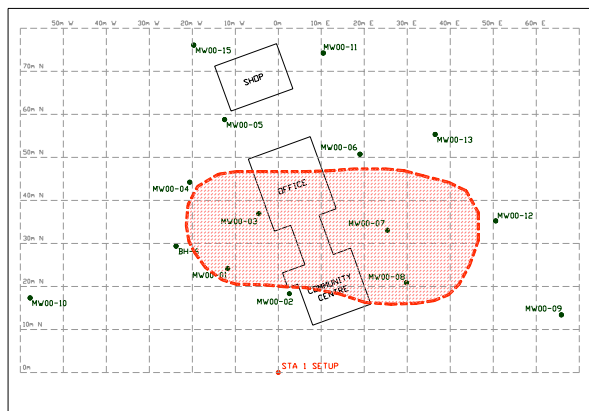 50m W 40m W 30m W 20m W 10m W 0m 10m E 20m E 30m E 40m E 50m E 60m E
MW00-15
MW00-11
70m N
SHOP
60m N
MW00-05
MW00-13
50m N
MW00-06
MW00-04
OFFICE
40m N
MW00-03
MW00-07
MW00-12
30m N
MW00-01
MW00-08
20m N
COMMUNITY
CENTRE
MW00-02
MW00-10
MW00-09
10m N
0m
STA 1 SETUP